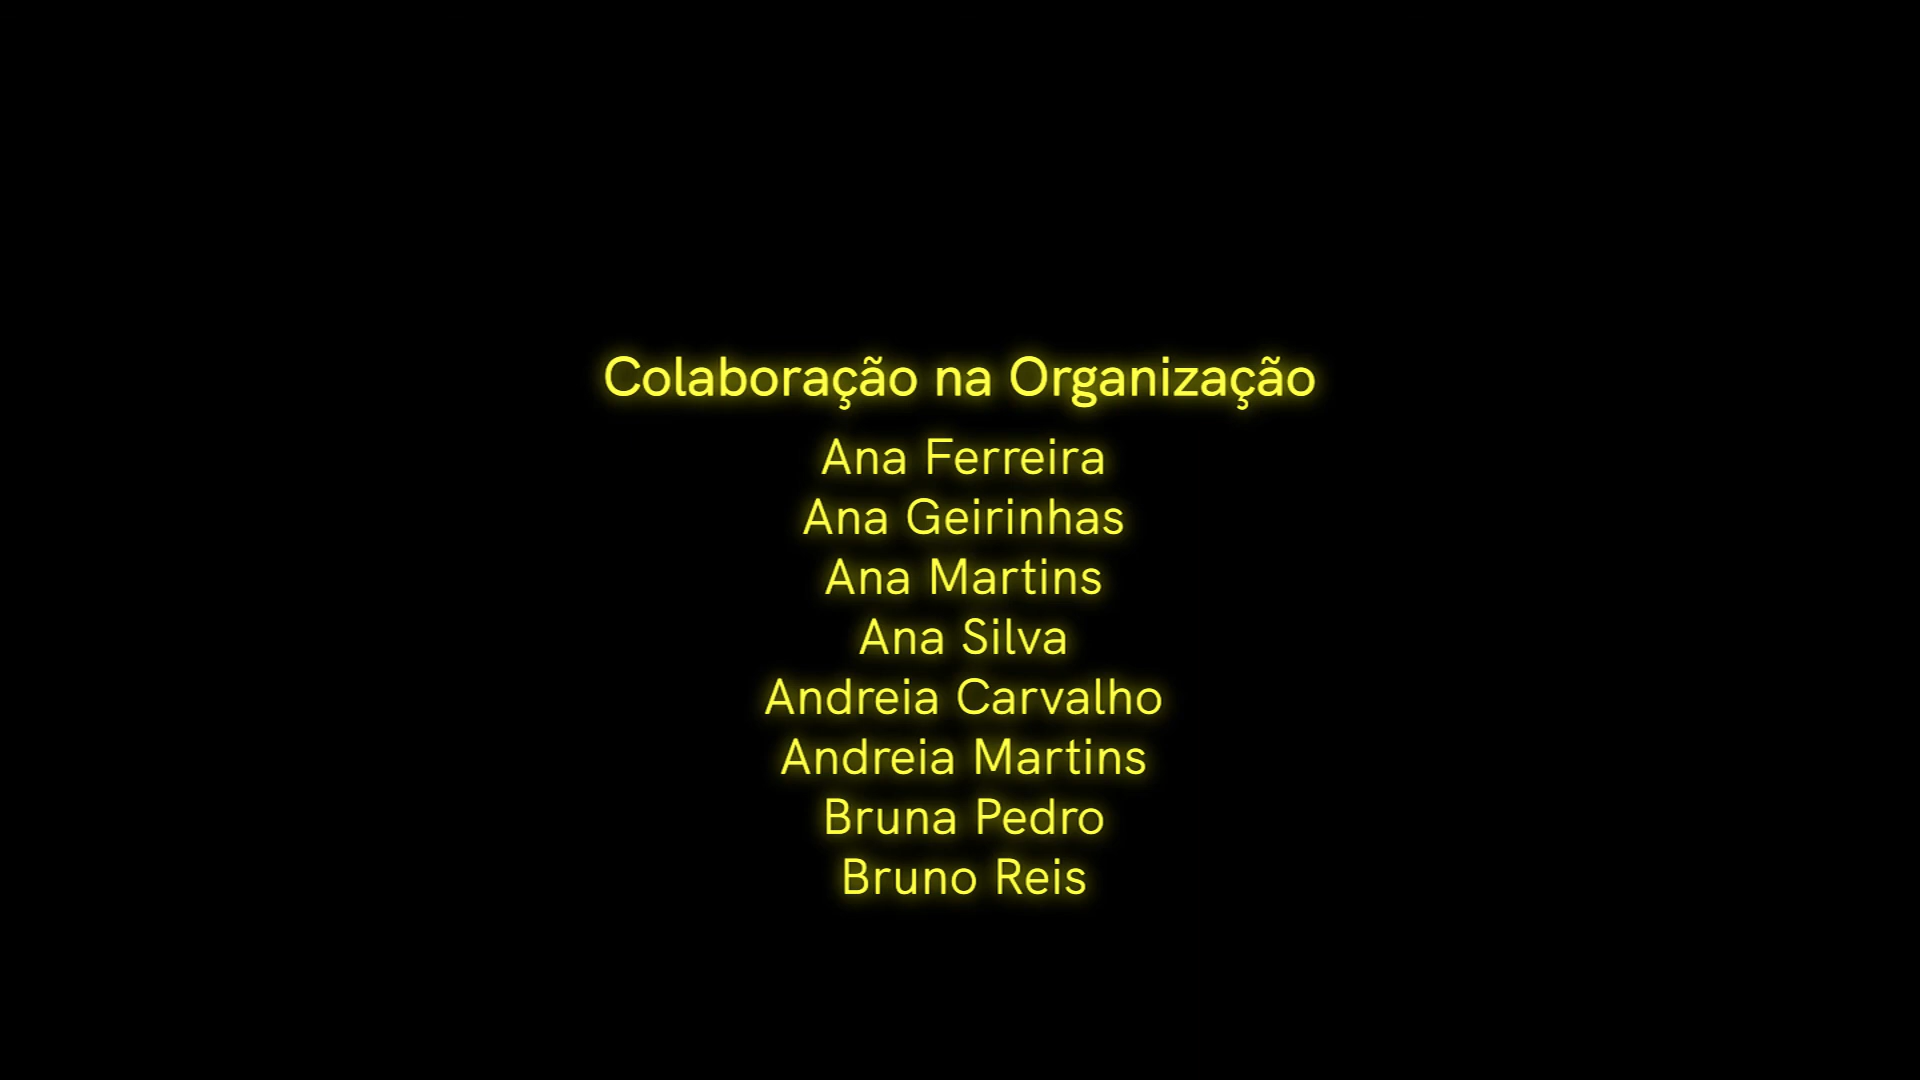 Colaboração na Organização
Ana Ferreira
Ana Geirinhas
Ana Martins
Ana Silva
Andreia Carvalho
Andreia Martins
Bruna Pedro
Bruno Reis